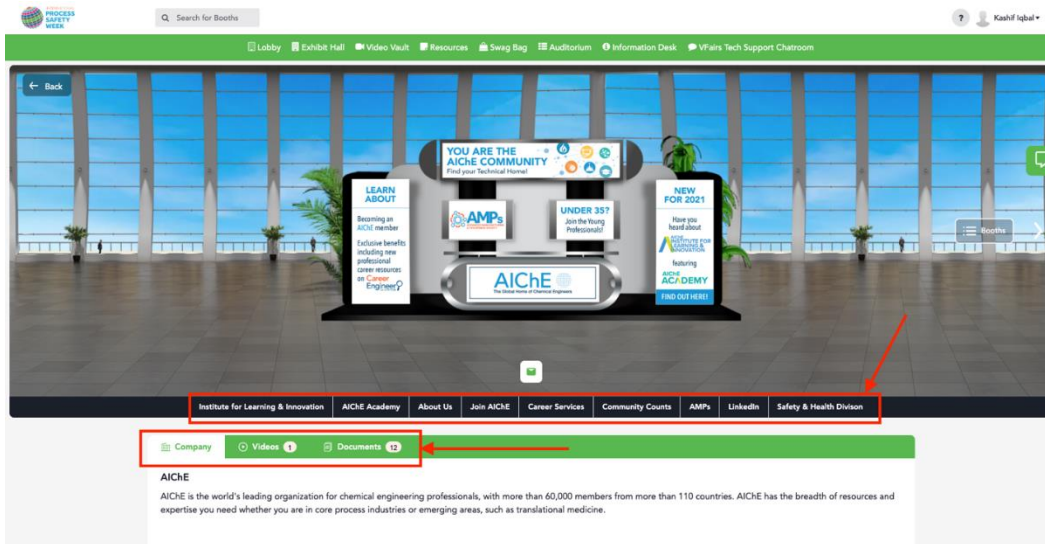 PROCESS
SAFETY
WEEK
Search for Booths
?
Kashif Iqbal
Lobby
Exhibit Hall
Video Vault
Resources
Swag Bag
Auditorium
Information Desk
VFairs Tech Support Chatroom
← Back
YOU ARE THE
AIChE COMMUNITY
Find your Technical Home!
LEARN
ABOUT
Becoming an
AIChE member
Exclusive benefits
including new
professional
career resources
on Career
Engineer
AMPs
UNDER 35?
Join the Young
Professionals!
AIChE
The Global Home of Chemical Engineers
NEW
FOR 2021
Have you
heard about
AIChE
INSTITUTE FOR
LEARNING &
INNOVATION
featuring
AIChE
ACADEMY
FIND OUT HERE!
Booths
Institute for Learning & Innovation
AIChE Academy
About Us
Join AIChE
Career Services
Community Counts
AMPs
LinkedIn
Safety & Health Divison
Company
Videos 1
Documents 12
AIChE
AIChE is the world's leading organization for chemical engineering professionals, with more than 60,000 members from more than 110 countries. AIChE has the breadth of resources and
expertise you need whether you are in core process industries or emerging areas, such as translational medicine.